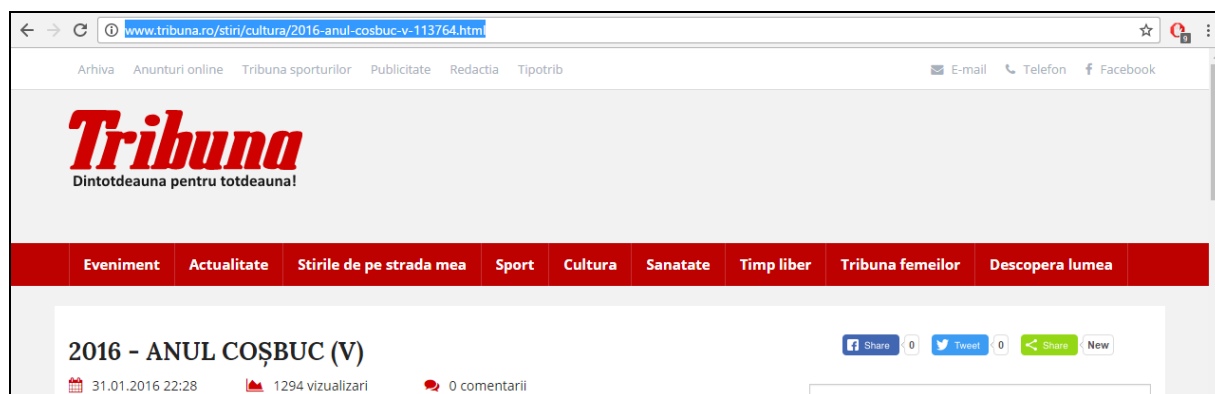 www.tribuna.ro/stiri/cultura/2016-anul-cosbuc-v-113764.html
9
Arhiva Anunturi online Tribuna sporturilor Publicitate Redactia Tipotrib E-mail Telefon Facebook
Tribuna
Dintotdeauna pentru totdeauna!
Eveniment Actualitate Stirile de pe strada mea Sport Cultura Sanatate Timp liber Tribuna femeilor Descopera lumea
2016 - ANUL COȘBUC (V)
Share 0 Tweet 0 Share New
31.01.2016 22:28 1294 vizualizari 0 comentarii